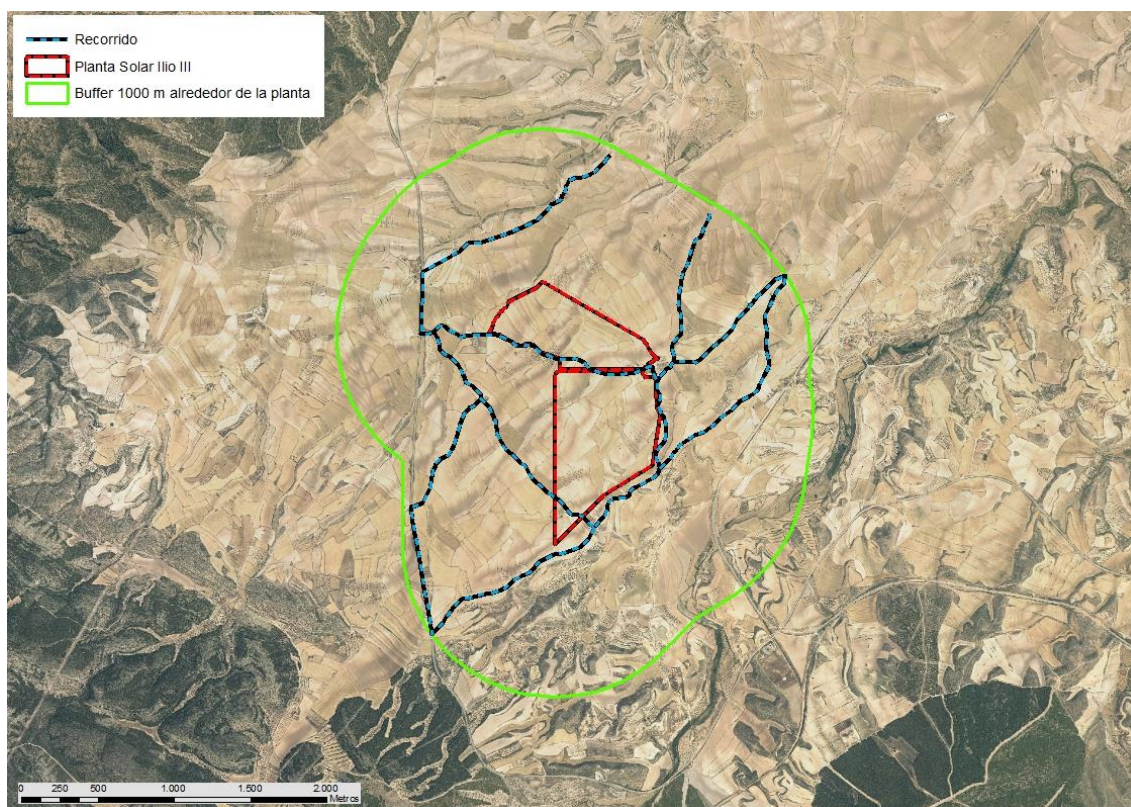 Recorrido
Planta Solar Ilio III
Buffer 1000 m alrededor de la planta
0 250 500 1.000 1.500 2.000
Metros